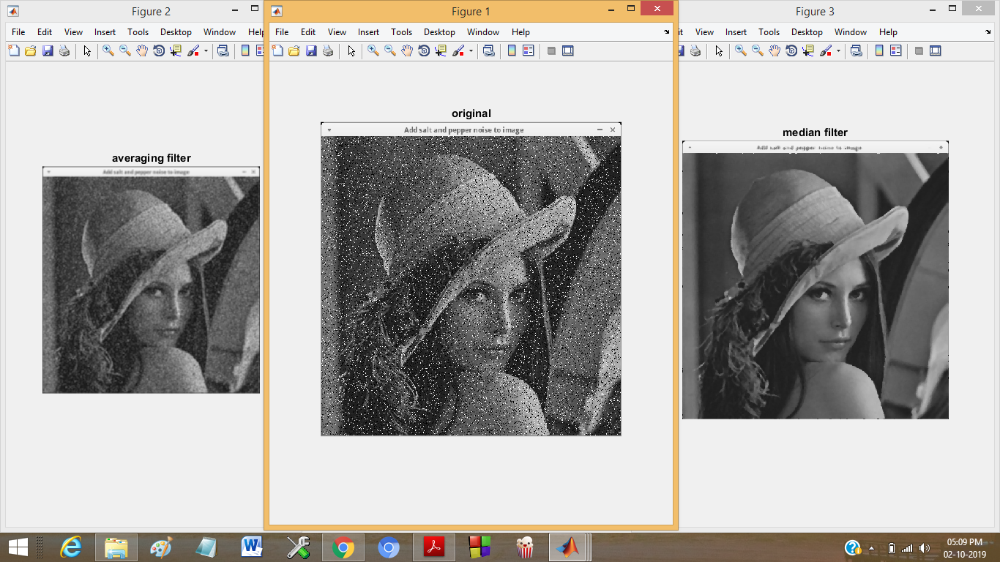 Figure 2
File Edit View Insert Tools Desktop Window Help
averaging filter
Add salt and pepper noise to image
Figure 1
File Edit View Insert Tools Desktop Window Help
original
Add salt and pepper noise to image
Figure 3
it View Insert Tools Desktop Window Help
median filter
Add salt and pepper noise to image
05:09 PM
02-10-2019